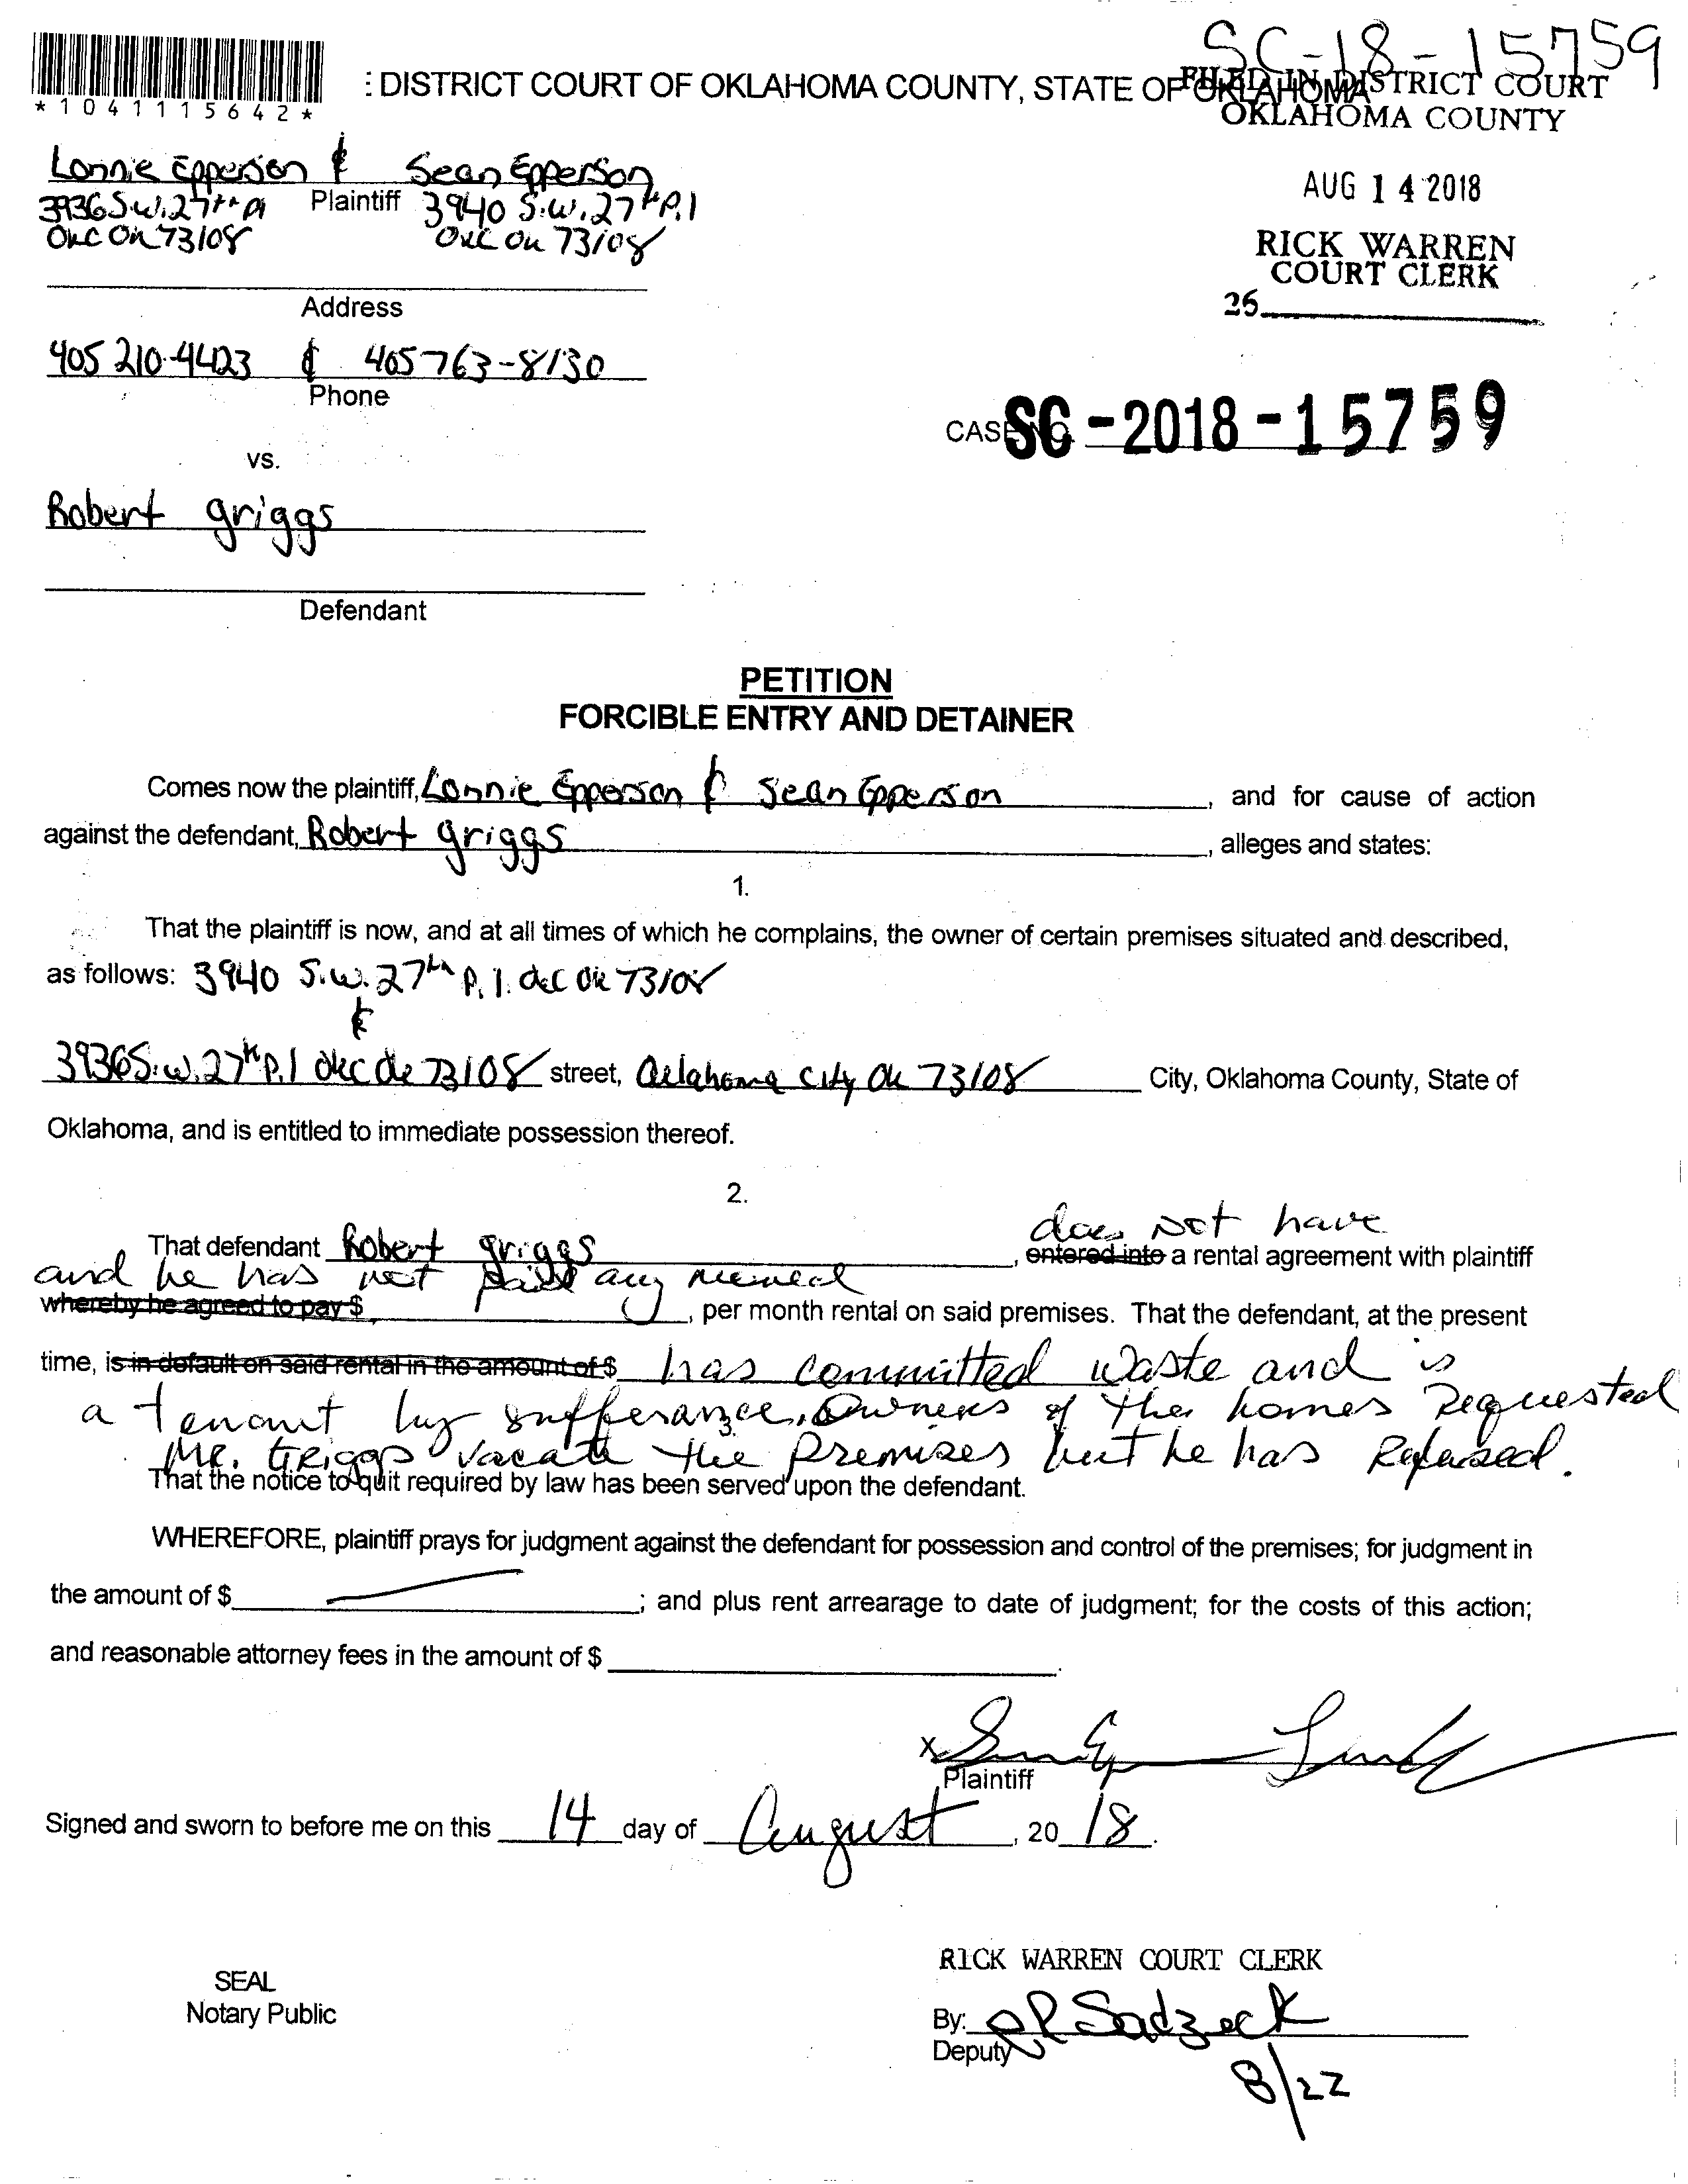 SC-18-15759
: DISTRICT COURT OF OKLAHOMA COUNTY, STATE OF OKLAHOMA
FILED IN DISTRICT COURT
OKLAHOMA COUNTY
*1041115642*
Lonnie Epperson & Sean Epperson
Plaintiff
3936 S.W. 27th Pl 3940 S.W. 27th P.l
OKC OK 73108 OKC OK 73108
AUG 14 2018
RICK WARREN
COURT CLERK
25
Address
405 210-4423 & 405 763-8130
Phone
CASE NO. SC-2018-15759
vs.
Robert griggs
Defendant
PETITION
FORCIBLE ENTRY AND DETAINER
Comes now the plaintiff, Lonnie Epperson & Sean Epperson, and for cause of action
against the defendant, Robert griggs, alleges and states:
1.
That the plaintiff is now, and at all times of which he complains, the owner of certain premises situated and described,
as follows: 3940 S.W. 27th P.l. OKC OK 73108
&
3936 S.W. 27th P.l OKC OK 73108 street, Oklahoma City OK 73108 City, Oklahoma County, State of
Oklahoma, and is entitled to immediate possession thereof.
2.
does not have
That defendant Robert griggs, entered into a rental agreement with plaintiff
and he has not paid any
whereby he agreed to pay $, per month rental on said premises. That the defendant, at the present
time, is in default on said rental in the amount of $ has committed waste and is
a tenant by sufferance. Owners of the homes Requested
3.
MR. GRIGGS vacate the Premises but he has Refused.
That the notice to quit required by law has been served upon the defendant.
WHEREFORE, plaintiff prays for judgment against the defendant for possession and control of the premises; for judgment in
the amount of $; and plus rent arrearage to date of judgment; for the costs of this action;
and reasonable attorney fees in the amount of $.
X
Plaintiff
Signed and sworn to before me on this 14 day of August, 20 18.
RICK WARREN COURT CLERK
SEAL
Notary Public
By: Sadzeck
Deputy
8/22